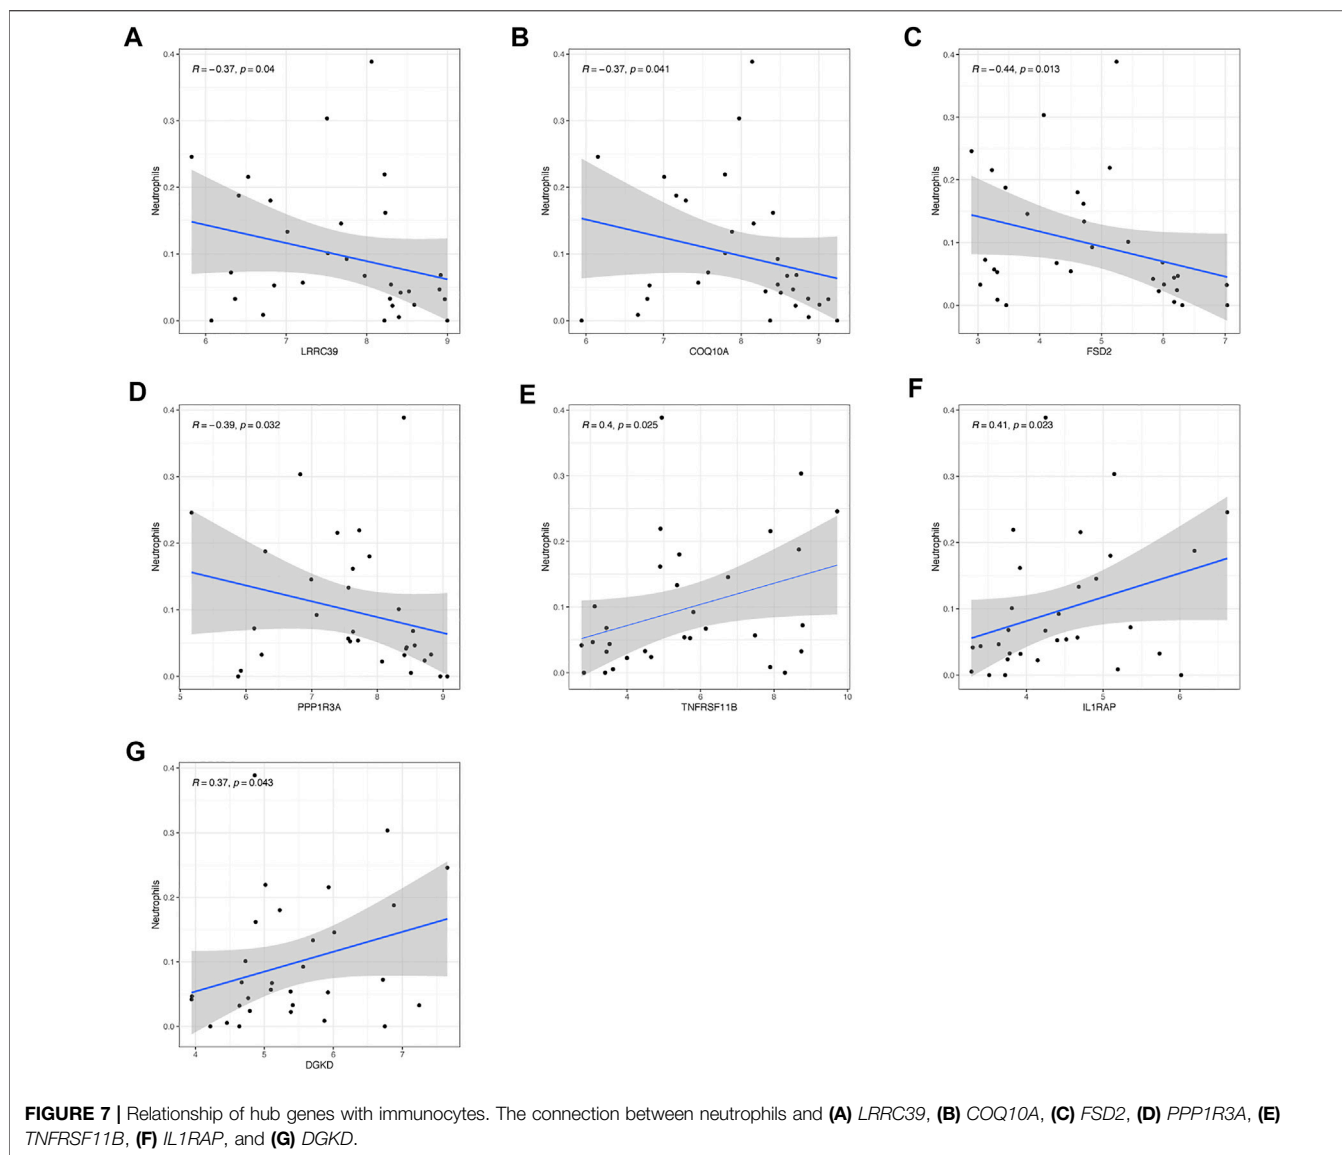 A
R = −0.37, p = 0.04
0.4
0.3
0.2
0.1
0.0
Neutrophils
6 7 8 9
LRRC39
B
R = −0.37, p = 0.041
0.4
0.3
0.2
0.1
0.0
Neutrophils
6 7 8 9
COQ10A
C
R = −0.44, p = 0.013
0.4
0.3
0.2
0.1
0.0
Neutrophils
3 4 5 6 7
FSD2
D
R = −0.39, p = 0.032
0.4
0.3
0.2
0.1
0.0
Neutrophils
5 6 7 8 9
PPP1R3A
E
R = 0.4, p = 0.025
0.4
0.3
0.2
0.1
0.0
Neutrophils
4 6 8 10
TNFRSF11B
F
R = 0.41, p = 0.023
0.4
0.3
0.2
0.1
0.0
Neutrophils
4 5 6
IL1RAP
G
R = 0.37, p = 0.043
0.4
0.3
0.2
0.1
0.0
Neutrophils
4 5 6 7
DGKD
FIGURE 7 | Relationship of hub genes with immunocytes. The connection between neutrophils and (A) LRRC39, (B) COQ10A, (C) FSD2, (D) PPP1R3A, (E)
TNFRSF11B, (F) IL1RAP, and (G) DGKD.